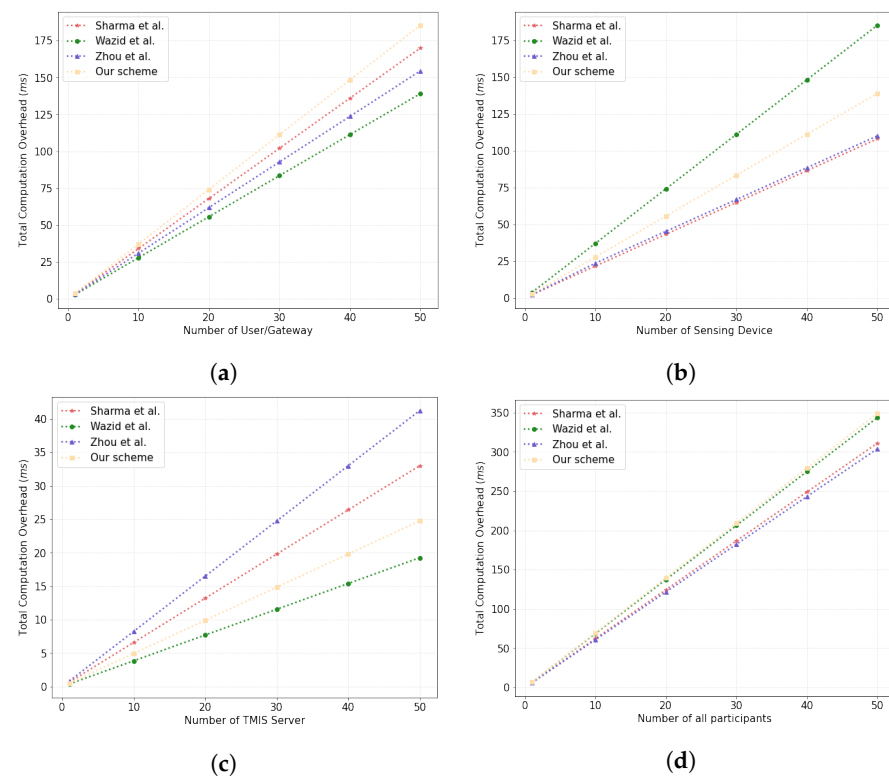 Sharma et al.
Wazid et al.
Zhou et al.
Our scheme
Total Computation Overhead (ms)
175
150
125
100
75
50
25
0
0 10 20 30 40 50
Number of User/Gateway
(a)
Sharma et al.
Wazid et al.
Zhou et al.
Our scheme
Total Computation Overhead (ms)
175
150
125
100
75
50
25
0
0 10 20 30 40 50
Number of Sensing Device
(b)
Sharma et al.
Wazid et al.
Zhou et al.
Our scheme
Total Computation Overhead (ms)
40
35
30
25
20
15
10
5
0
0 10 20 30 40 50
Number of TMIS Server
(c)
Sharma et al.
Wazid et al.
Zhou et al.
Our scheme
Total Computation Overhead (ms)
350
300
250
200
150
100
50
0
0 10 20 30 40 50
Number of all participants
(d)